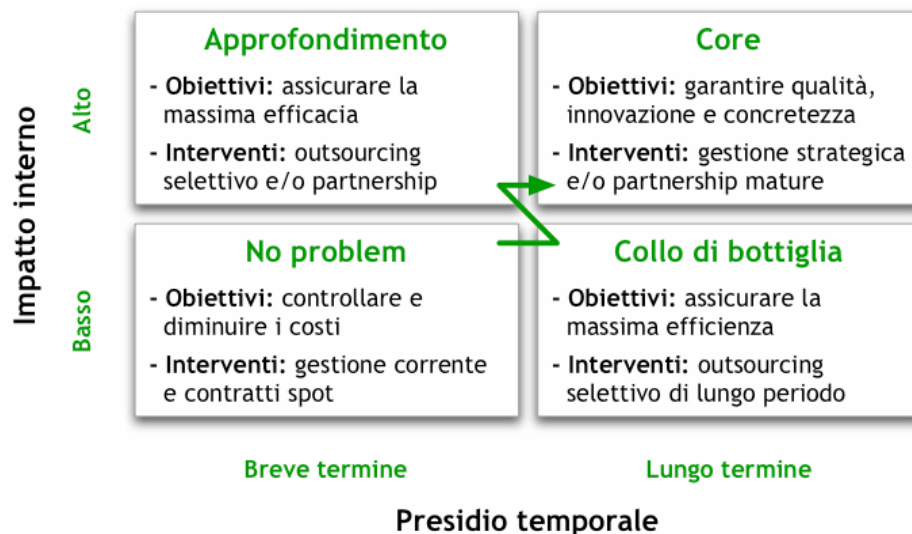 Approfondimento
- Obiettivi: assicurare la
massima efficacia
- Interventi: outsourcing
selettivo e/o partnership
Core
- Obiettivi: garantire qualità,
innovazione e concretezza
- Interventi: gestione strategica
e/o partnership mature
Impatto interno
Alto
Basso
No problem
- Obiettivi: controllare e
diminuire i costi
- Interventi: gestione corrente
e contratti spot
Collo di bottiglia
- Obiettivi: assicurare la
massima efficienza
- Interventi: outsourcing
selettivo di lungo periodo
Breve termine
Lungo termine
Presidio temporale